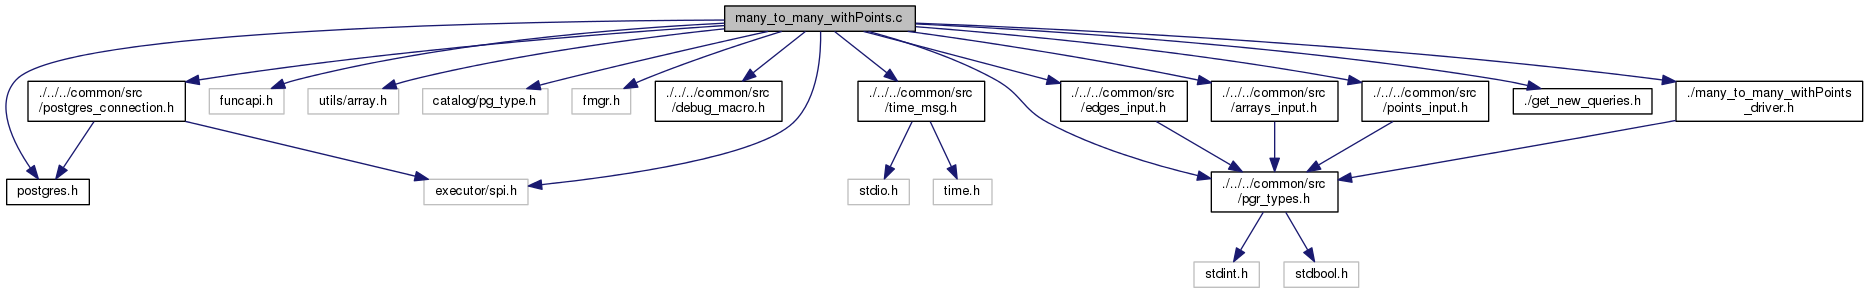 many_to_many_withPoints.c
./../../common/src
/postgres_connection.h
funcapi.h
utils/array.h
catalog/pg_type.h
fmgr.h
./../../common/src
/debug_macro.h
./../../common/src
/time_msg.h
./../../common/src
/edges_input.h
./../../common/src
/arrays_input.h
./../../common/src
/points_input.h
./get_new_queries.h
./many_to_many_withPoints
_driver.h
postgres.h
executor/spi.h
stdio.h
time.h
./../../common/src
/pgr_types.h
stdint.h
stdbool.h